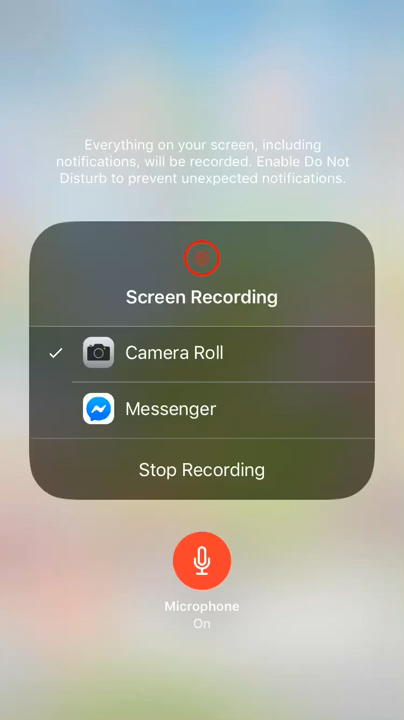 Everything on your screen, including
notifications, will be recorded. Enable Do Not
Disturb to prevent unexpected notifications.
Screen Recording
Camera Roll
Messenger
Stop Recording
Microphone
On